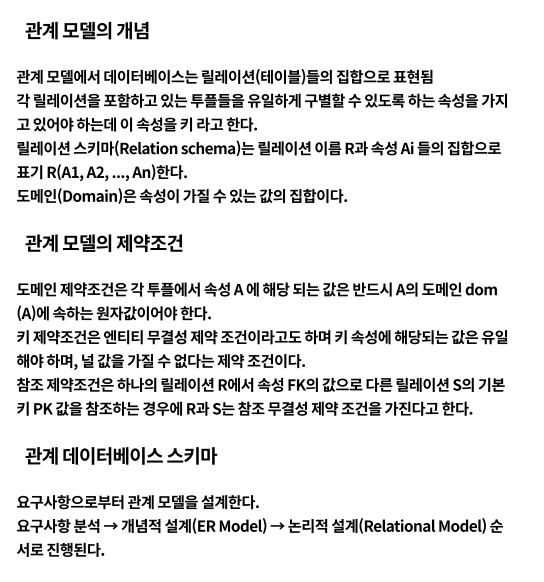 관계 모델의 개념
관계 모델에서 데이터베이스는 릴레이션(테이블)들의 집합으로 표현됨
각 릴레이션을 포함하고 있는 투플들을 유일하게 구별할 수 있도록 하는 속성을 가지
고 있어야 하는데 이 속성을 키 라고 한다.
릴레이션 스키마(Relation schema)는 릴레이션 이름 R과 속성 Ai 들의 집합으로
표기 R(A1, A2, ..., An)한다.
도메인(Domain)은 속성이 가질 수 있는 값의 집합이다.
관계 모델의 제약조건
도메인 제약조건은 각 투플에서 속성 A 에 해당 되는 값은 반드시 A의 도메인 dom
(A)에 속하는 원자값이어야 한다.
키 제약조건은 엔티티 무결성 제약 조건이라고도 하며 키 속성에 해당되는 값은 유일
해야 하며, 널 값을 가질 수 없다는 제약 조건이다.
참조 제약조건은 하나의 릴레이션 R에서 속성 FK의 값으로 다른 릴레이션 S의 기본
키 PK 값을 참조하는 경우에 R과 S는 참조 무결성 제약 조건을 가진다고 한다.
관계 데이터베이스 스키마
요구사항으로부터 관계 모델을 설계한다.
요구사항 분석 → 개념적 설계(ER Model) → 논리적 설계(Relational Model) 순
서로 진행된다.